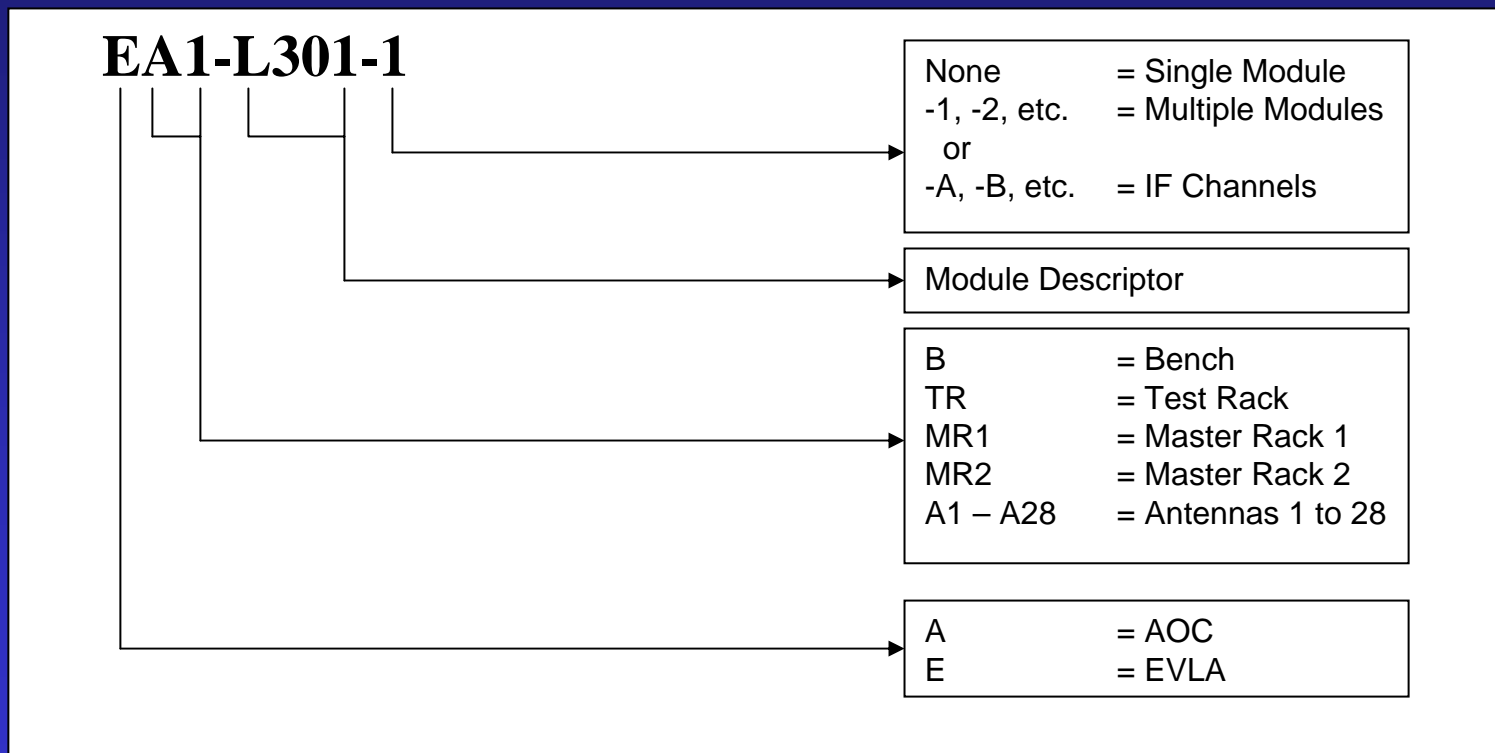 EA1-L301-1
None = Single Module
-1, -2, etc. = Multiple Modules
or
-A, -B, etc. = IF Channels
Module Descriptor
B = Bench
TR = Test Rack
MR1 = Master Rack 1
MR2 = Master Rack 2
A1 – A28 = Antennas 1 to 28
A = AOC
E = EVLA